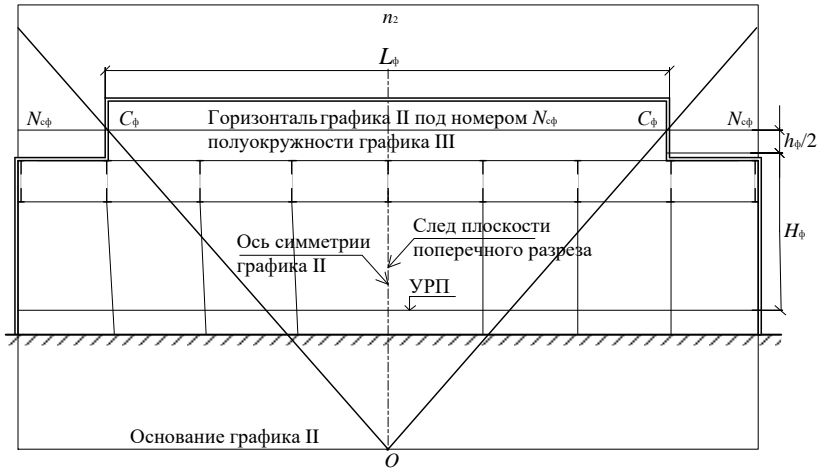 n₂
Lф
Nсф
Cф
Горизонталь графика II под номером Nсф
полуокружности графика III
Cф
Nсф
hф/2
Hф
Ось симметрии
графика II
След плоскости
поперечного разреза
УРП
Основание графика II
O